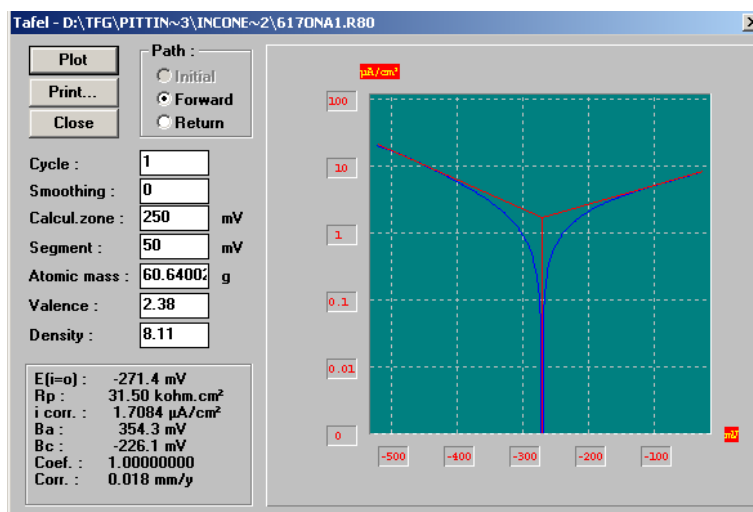 Tafel - D:\TFG\PITTIN~3\INCONE~2\617ONA1.R80
Plot
Print...
Close
Path :
Initial
Forward
Return
Cycle : 1
Smoothing : 0
Calcul.zone : 250 mV
Segment : 50 mV
Atomic mass : 60.64002 g
Valence : 2.38
Density : 8.11
E(i=o) : -271.4 mV
Rp : 31.50 kohm.cm²
i corr. : 1.7084 µA/cm²
Ba : 354.3 mV
Bc : -226.1 mV
Coef. : 1.00000000
Corr. : 0.018 mm/y
µA/cm²
100
10
1
0.1
0.01
0
mV
-500 -400 -300 -200 -100